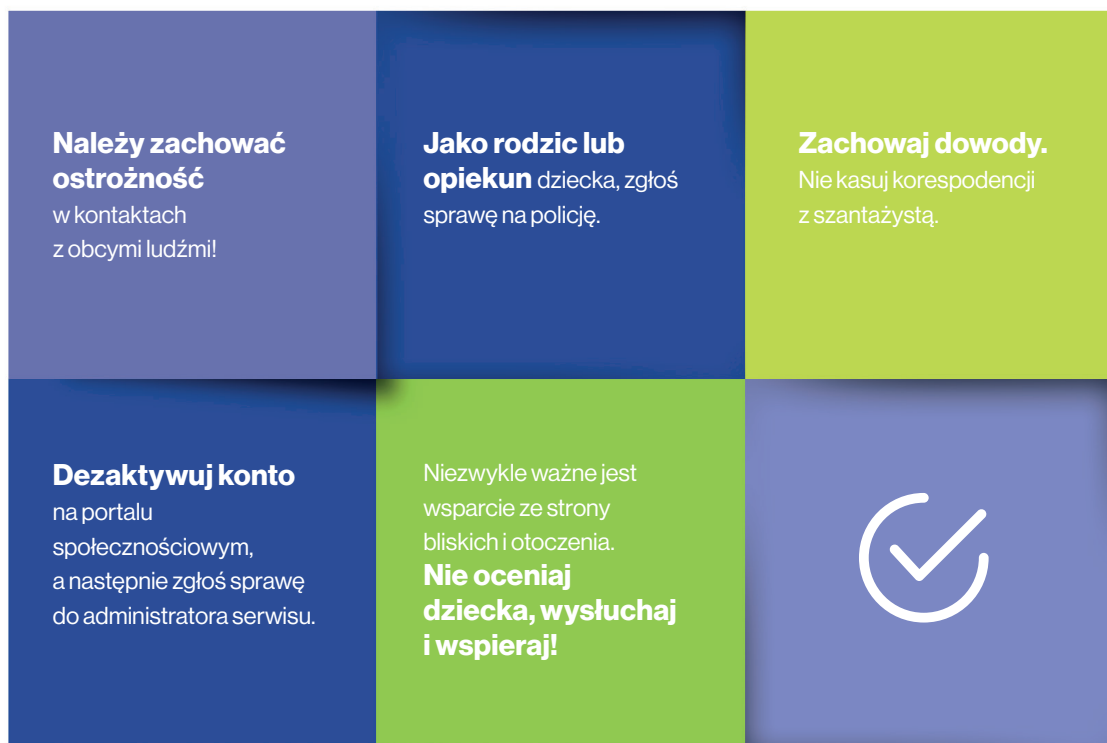 Należy zachować
ostrożność
w kontaktach
z obcymi ludźmi!
Jako rodzic lub
opiekun dziecka, zgłoś
sprawę na policję.
Zachowaj dowody.
Nie kasuj korespodencji
z szantażystą.
Dezaktywuj konto
na portalu
społecznościowym,
a następnie zgłoś sprawę
do administratora serwisu.
Niezwykle ważne jest
wsparcie ze strony
bliskich i otoczenia.
Nie oceniaj
dziecka, wysłuchaj
i wspieraj!